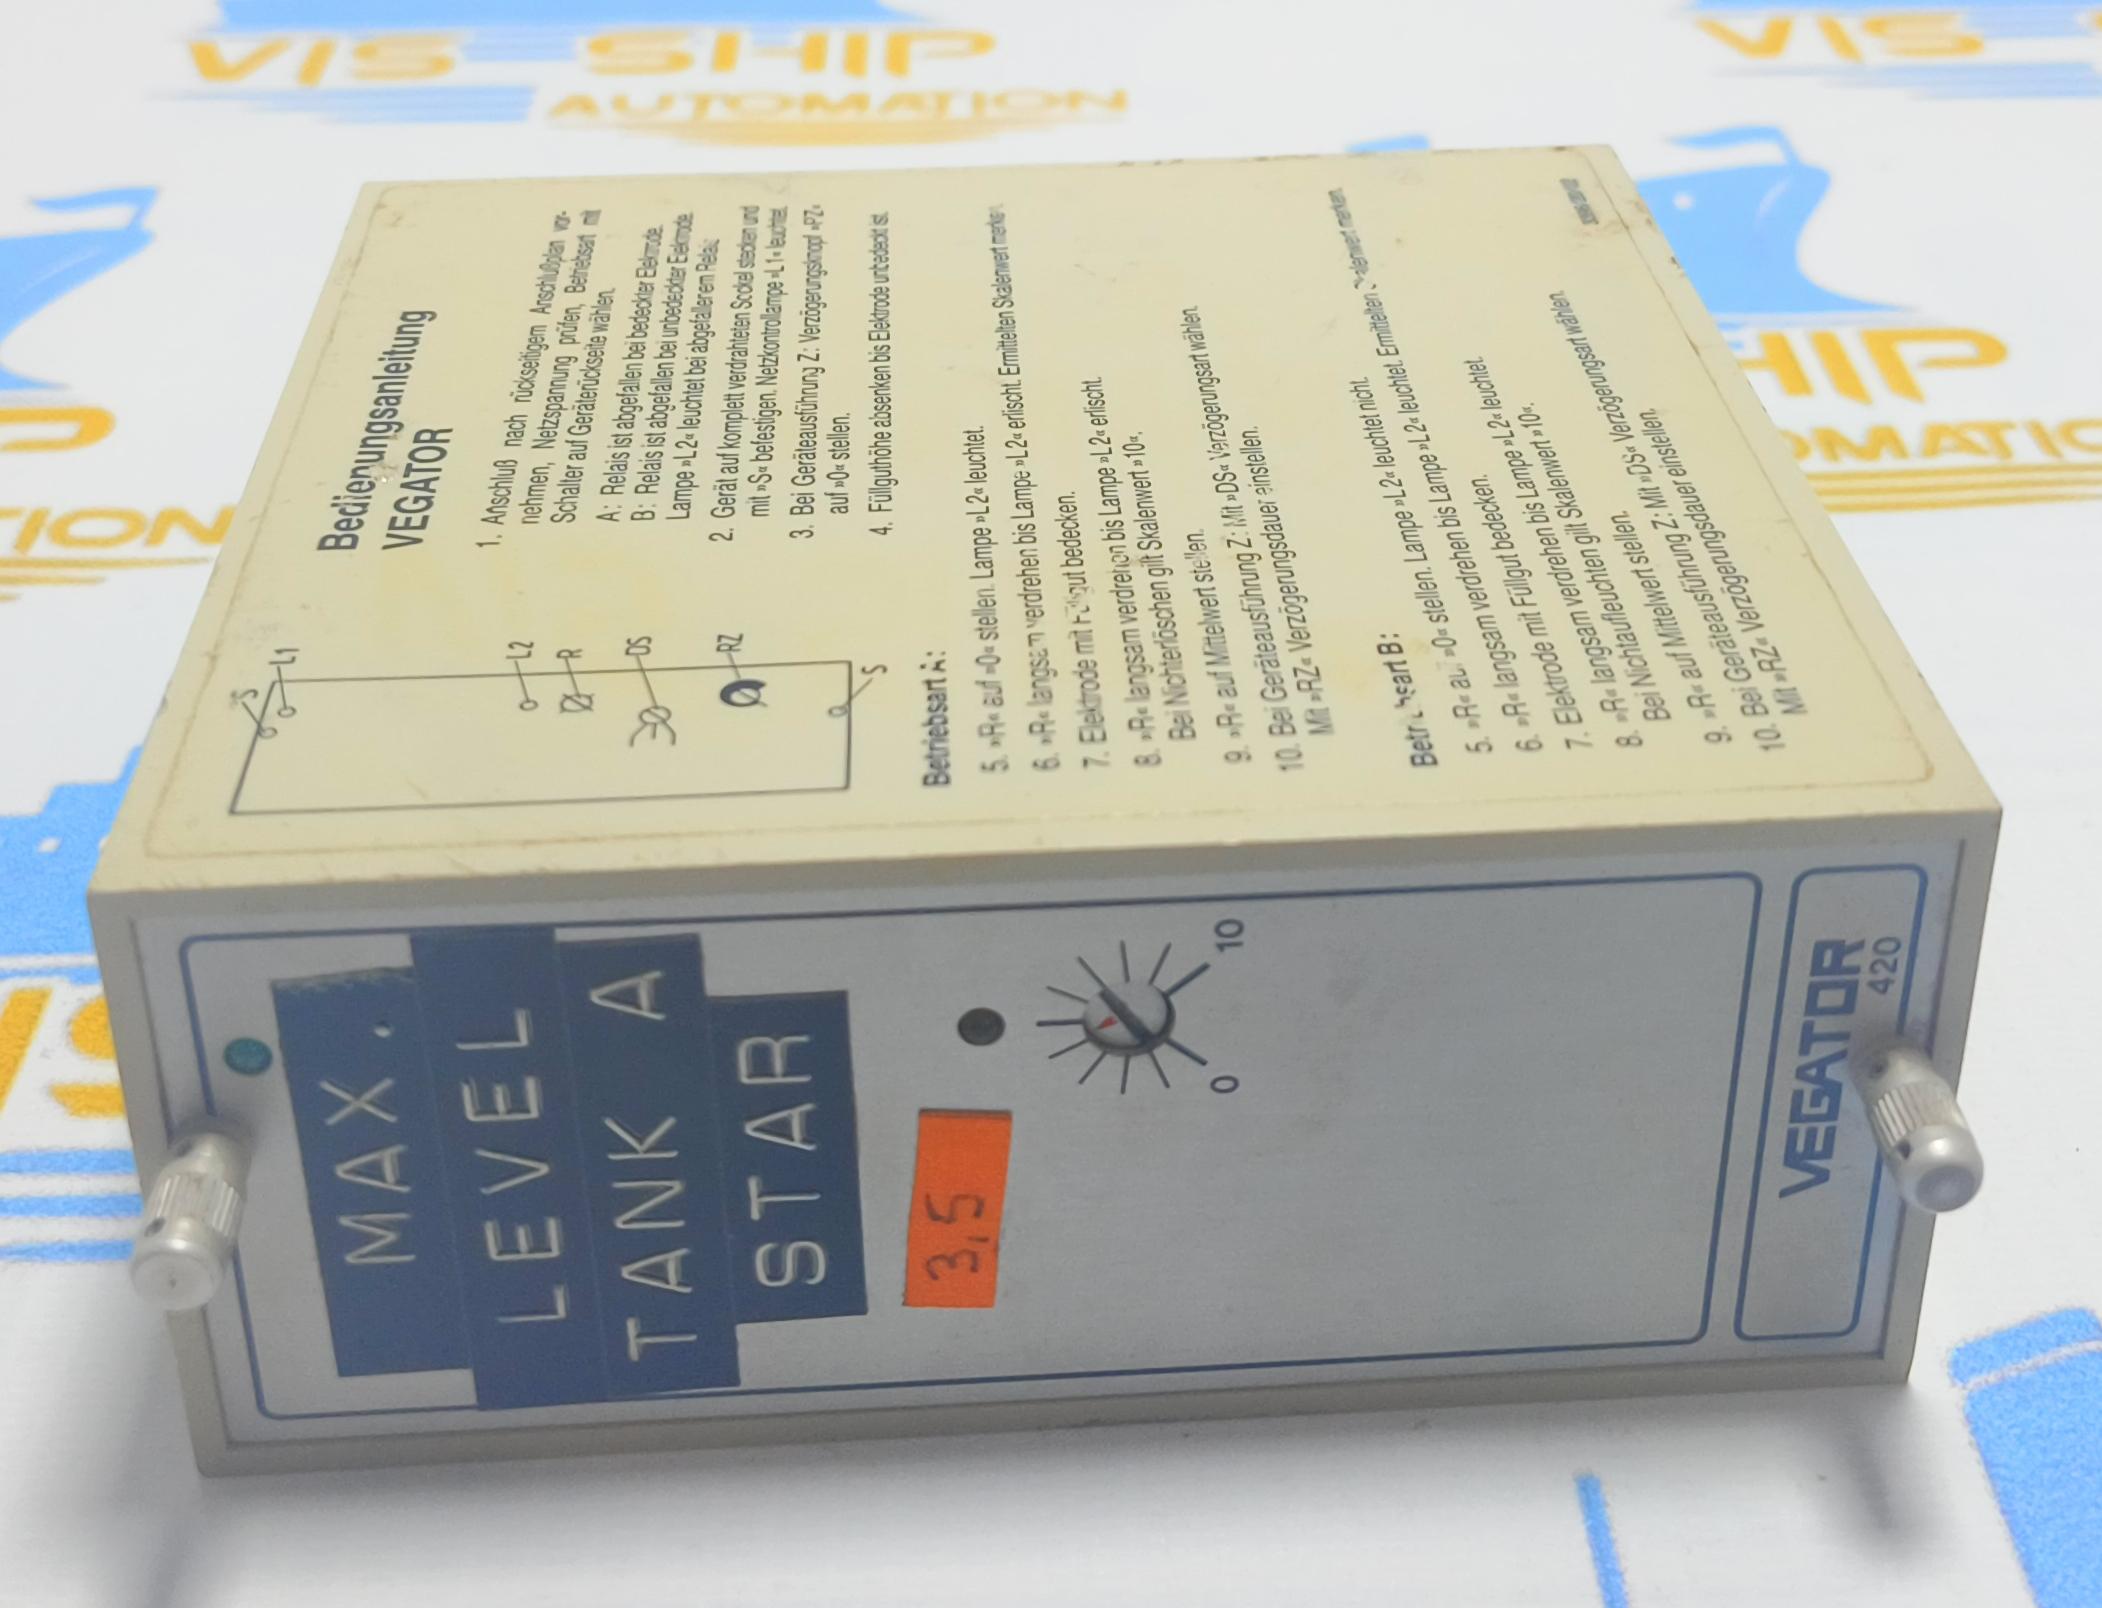 VIS-SHIP
AUTOMATION
VIS
Bedienungsanleitung
VEGATOR
S
L1
L2
R
DS
RZ
S
1. Anschluß nach rückseitigem Anschlußplan vor-
nehmen, Netzspannung prüfen, Betriebsart mit
Schalter auf Geräterückseite wählen.
A: Relais ist abgefallen bei bedeckter Elektrode.
B: Relais ist abgefallen bei unbedeckter Elektrode.
Lampe »L2« leuchtet bei abgefallerem Relais
2. Gerät auf komplett verdrahteten Sockel stecken und
mit »S« befestigen. Netzkontrollampe »L1« leuchtet.
3. Bei Geräteausführung Z: Verzögerungsknopf »RZ«
auf »0« stellen.
4. Füllguthöhe absenken bis Elektrode unbedeckt ist.
Betriebsart A:
5. »R« auf »0« stellen. Lampe »L2« leuchtet.
6. »R« langsam verdrehen bis Lampe »L2« erlischt. Ermittelten Skalenwert merken.
7. Elektrode mit Füllgut bedecken.
8. »R« langsam verdrehen bis Lampe »L2« erlischt.
Bei Nichterlöschen gilt Skalenwert »10«.
9. »R« auf Mittelwert stellen.
10. Bei Geräteausführung Z: Mit »DS« Verzögerungsart wählen.
Mit »RZ« Verzögerungsdauer einstellen.
Betriebsart B:
5. »R« auf »0« stellen. Lampe »L2« leuchtet nicht.
6. »R« langsam verdrehen bis Lampe »L2« leuchtet. Ermittelten Skalenwert merken.
7. Elektrode mit Füllgut bedecken.
8. »R« langsam verdrehen bis Lampe »L2« leuchtet.
Bei Nichtaufleuchten gilt Skalenwert »10«.
9. »R« auf Mittelwert stellen.
10. Bei Geräteausführung Z: Mit »DS« Verzögerungsart wählen.
Mit »RZ« Verzögerungsdauer einstellen.
MAX.
LEVEL
TANK A
STAR
3,5
0
10
VEGATOR
420